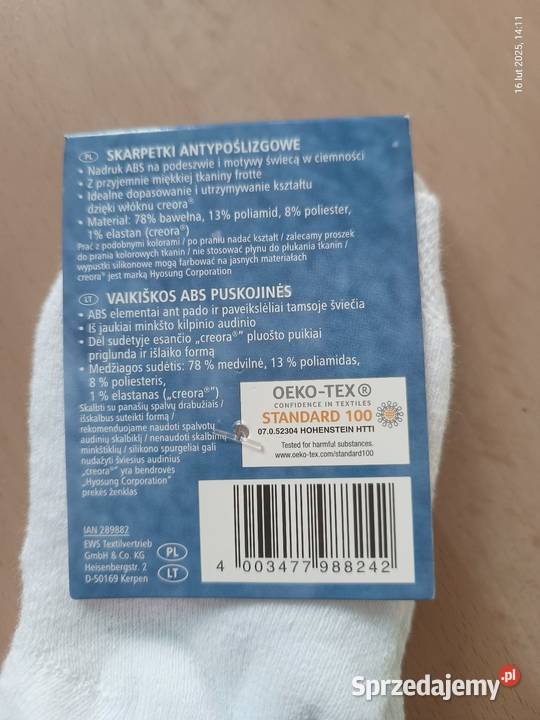 16 lut 2025, 14:11
PL SKARPETKI ANTYPOŚLIZGOWE
• Nadruk ABS na podeszwie i motywy świecą w ciemności
• Z przyjemnie miękkiej tkaniny frotte
• Idealne dopasowanie i utrzymywanie kształtu
dzięki włóknu creora®
• Materiał: 78% bawełna, 13% poliamid, 8% poliester,
1% elastan (creora®)
Prać z podobnymi kolorami / po praniu nadać kształt / zalecamy proszek
do prania kolorowych tkanin / nie stosować płynu do płukania tkanin /
wypustki silikonowe mogą farbować na jasnych materiałach
creora® jest marką Hyosung Corporation
LT VAIKIŠKOS ABS PUSKOJINĖS
• ABS elementai ant pado ir paveikslėliai tamsoje šviečia
• Iš jaukiai minkšto kilpinio audinio
• Dėl sudėtyje esančio „creora®” pluošto puikiai
priglunda ir išlaiko formą
• Medžiagos sudėtis: 78 % medvilnė, 13 % poliamidas,
8 % poliesteris,
1 % elastanas („creora®”)
Skalbti su panašių spalvų drabužiais /
išskalbus suteikti formą /
rekomenduojame naudoti spalvotų
audinių skalbiklį / nenaudoti skalbinių
minkštiklių / silikono spurgeliai gali
nudažyti šviesius audinius
„creora®” yra bendrovės
„Hyosung Corporation”
prekės ženklas
OEKO-TEX®
CONFIDENCE IN TEXTILES
STANDARD 100
07.0.52304 HOHENSTEIN HTTI
Tested for harmful substances.
www.oeko-tex.com/standard100
IAN 289882
EWS Textilvertrieb
GmbH & Co. KG
Heisenbergstr. 2
D-50169 Kerpen
PL
LT
4 003477 988242
Sprzedajemy.pl